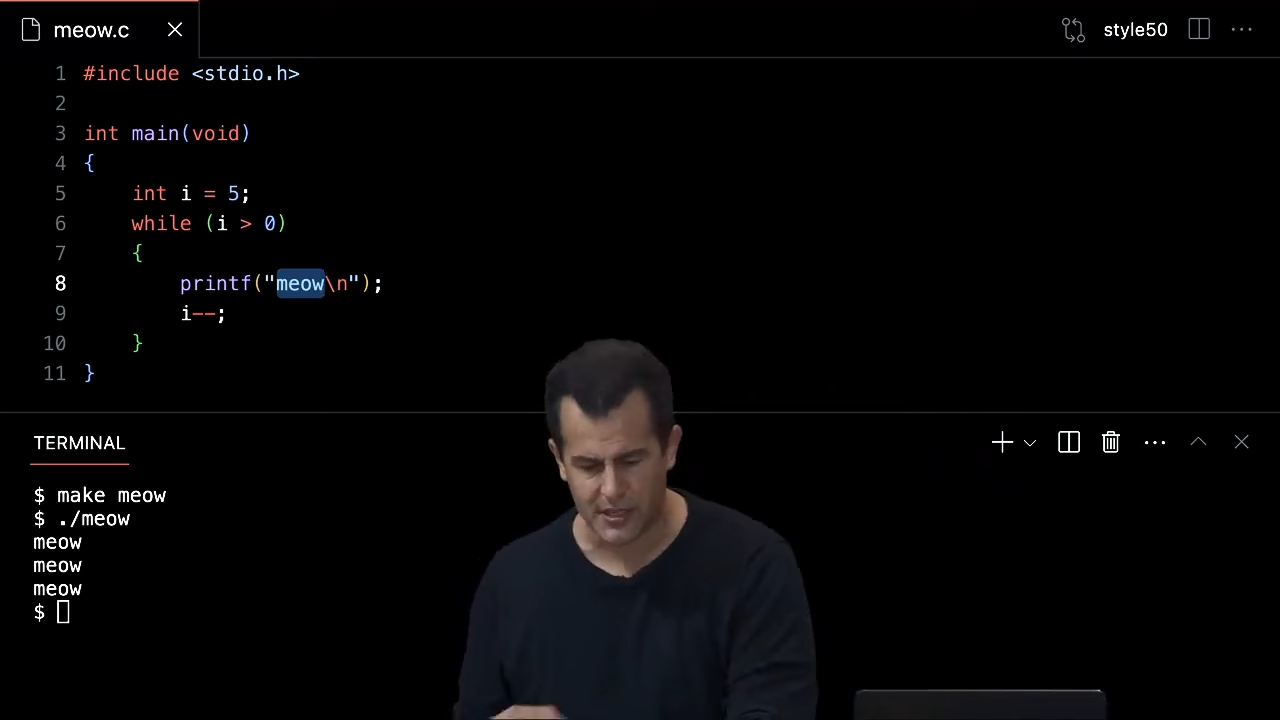 meow.c
style50
1 #include <stdio.h>
2
3 int main(void)
4 {
5     int i = 5;
6     while (i > 0)
7     {
8         printf("meow\n");
9         i--;
10     }
11 }
TERMINAL
$ make meow
$ ./meow
meow
meow
meow
$